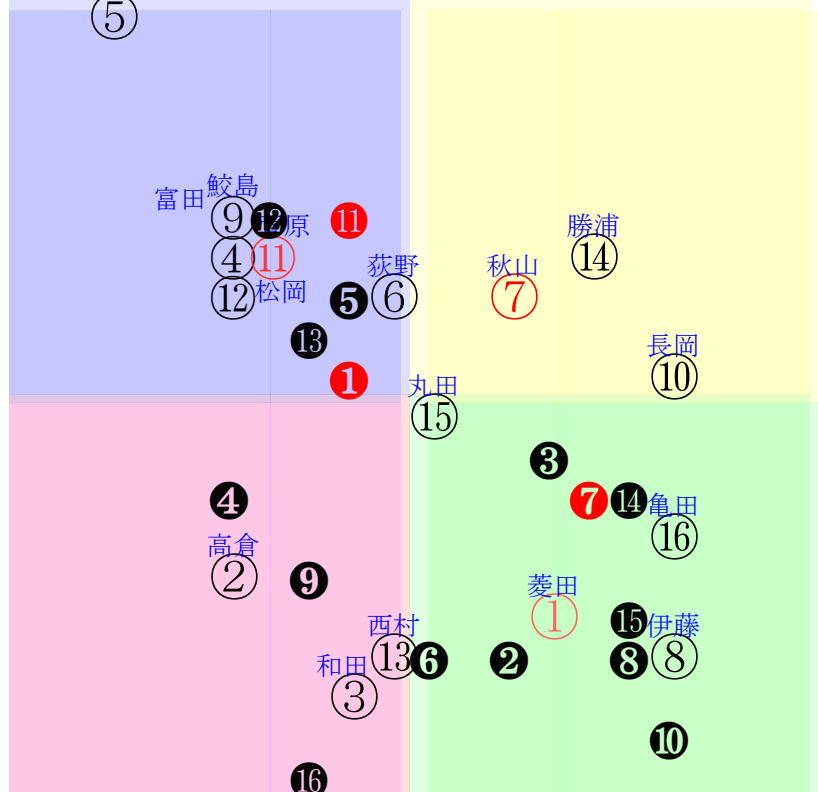 ⑤
鮫島
富田
⑨ ⓬ 原 ⓫
勝浦
⑭
④ ⑪
荻野
秋山
⑫ 松岡 ❺ ⑥ ⑦
⓭
長岡
❶ ⑩
丸田
⑮
❸
❹ ❼ ⓮ 亀田
⑯
高倉
② ❾
菱田
①
⓯ 伊藤
西村
⑬ ❻ ❷ ❽ ⑧
和田
③
❿
⓰